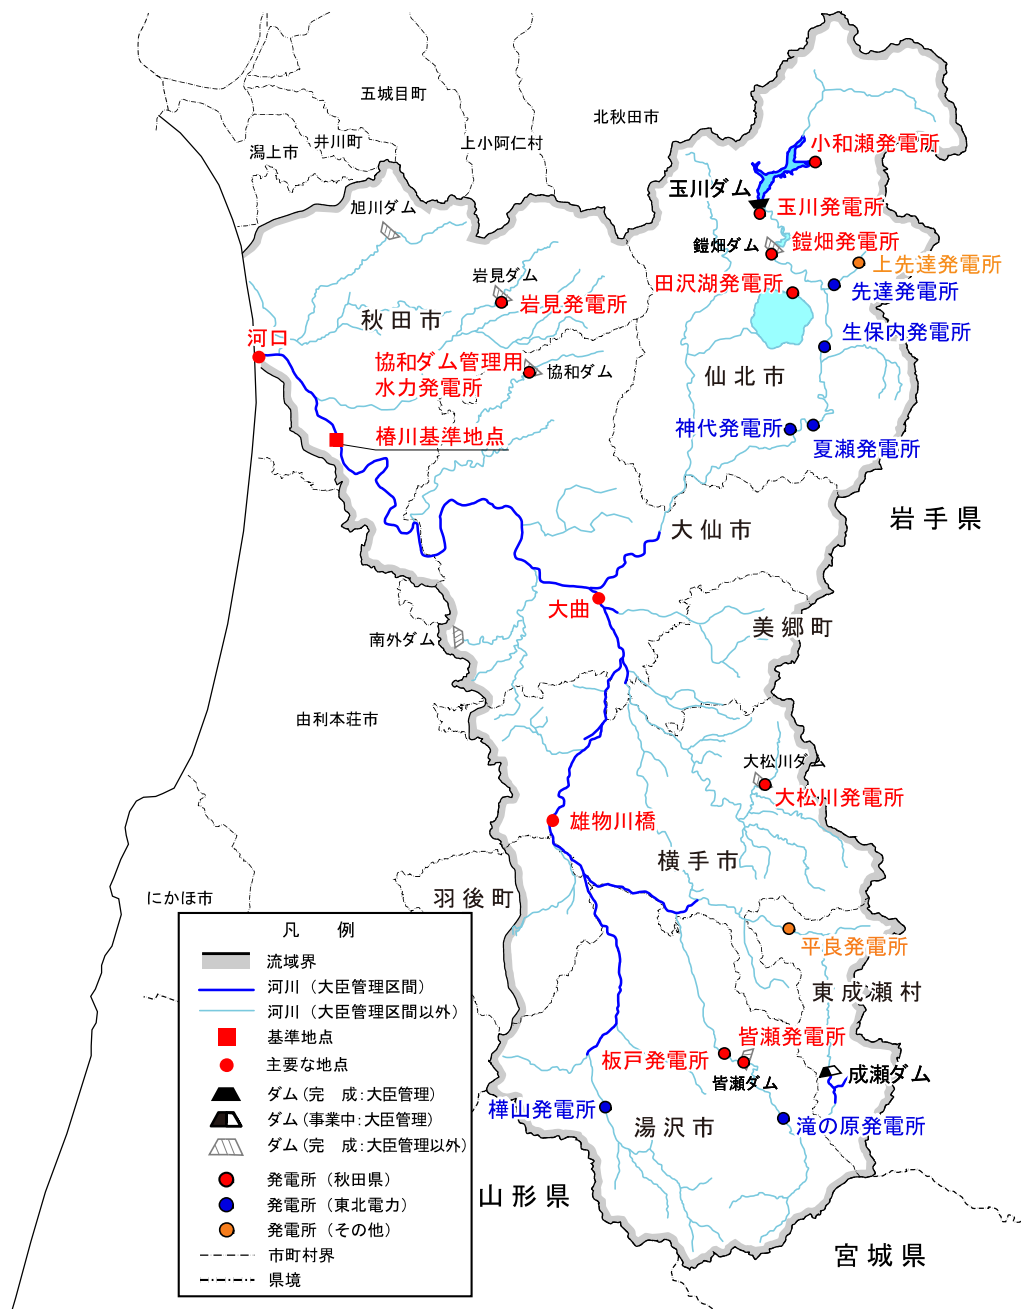 五城目町
北秋田市
井川町
上小阿仁村
潟上市
小和瀬発電所
玉川ダム
旭川ダム
玉川発電所
鎧畑ダム
鎧畑発電所
上先達発電所
岩見ダム
田沢湖発電所
先達発電所
岩見発電所
秋田市
河口
生保内発電所
協和ダム管理用
水力発電所
協和ダム
仙北市
椿川基準地点
神代発電所
夏瀬発電所
岩手県
大仙市
大曲
美郷町
南外ダム
由利本荘市
大松川ダム
大松川発電所
雄物川橋
横手市
羽後町
にかほ市
平良発電所
東成瀬村
皆瀬発電所
板戸発電所
皆瀬ダム
成瀬ダム
樺山発電所
湯沢市
滝の原発電所
山形県
宮城県
凡　例
流域界
河川（大臣管理区間）
河川（大臣管理区間以外）
基準地点
主要な地点
ダム（完　成：大臣管理）
ダム（事業中：大臣管理）
ダム（完　成：大臣管理以外）
発電所（秋田県）
発電所（東北電力）
発電所（その他）
市町村界
県境